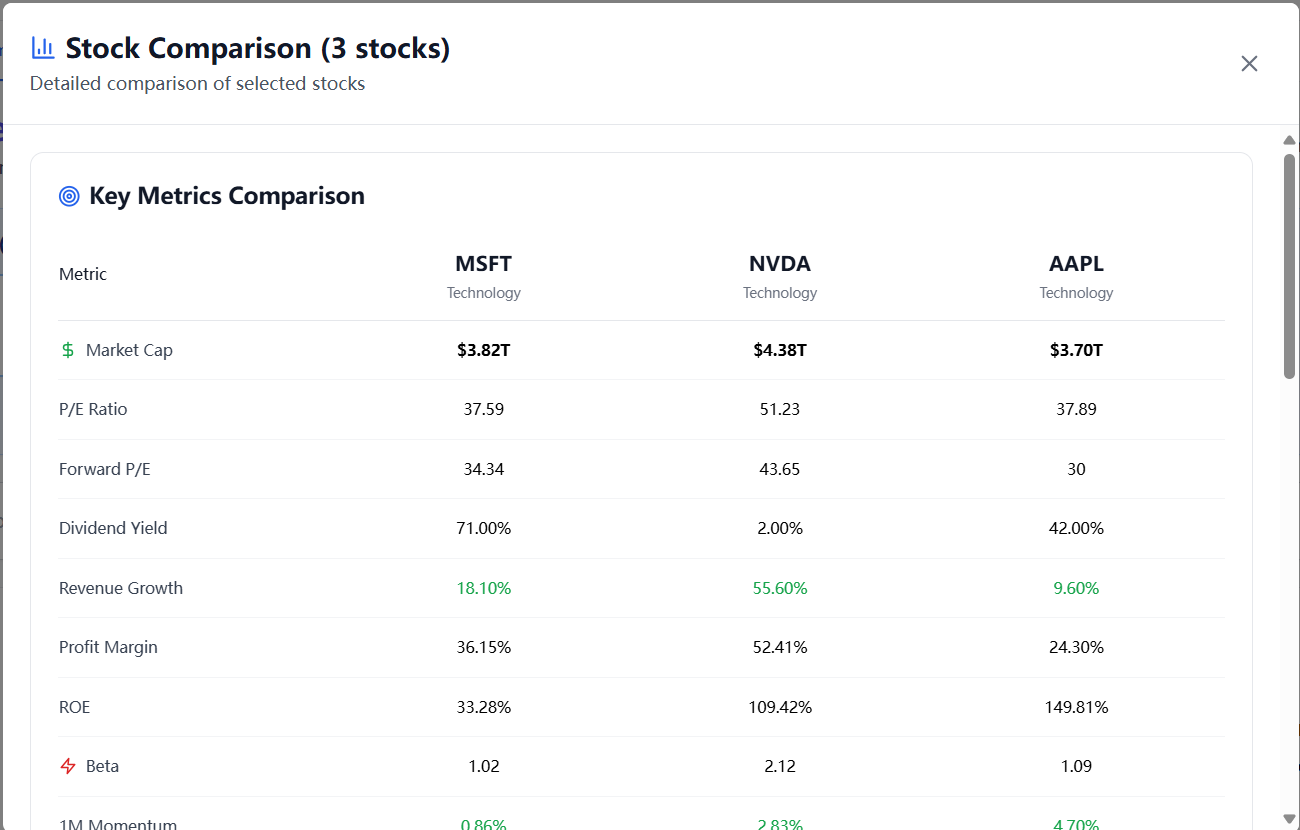 Stock Comparison (3 stocks)
Detailed comparison of selected stocks
Key Metrics Comparison
Metric MSFT NVDA AAPL
Technology Technology Technology
Market Cap $3.82T $4.38T $3.70T
P/E Ratio 37.59 51.23 37.89
Forward P/E 34.34 43.65 30
Dividend Yield 71.00% 2.00% 42.00%
Revenue Growth 18.10% 55.60% 9.60%
Profit Margin 36.15% 52.41% 24.30%
ROE 33.28% 109.42% 149.81%
Beta 1.02 2.12 1.09
1M Momentum 0.86% 2.83% 4.70%